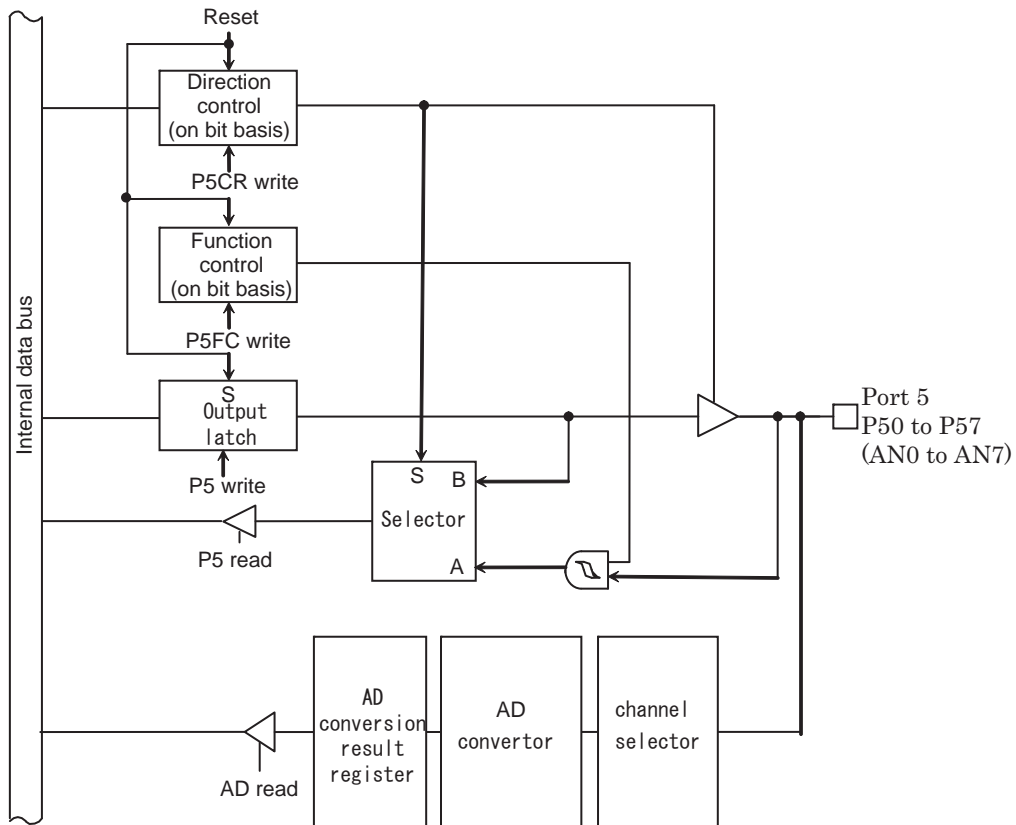 Reset
Direction
control
(on bit basis)
P5CR write
Function
control
(on bit basis)
P5FC write
S
Output
latch
P5 write
Internal data bus
S
B
Selector
A
P5 read
Port 5
P50 to P57
(AN0 to AN7)
AD
conversion
result
register
AD
convertor
channel
selector
AD read